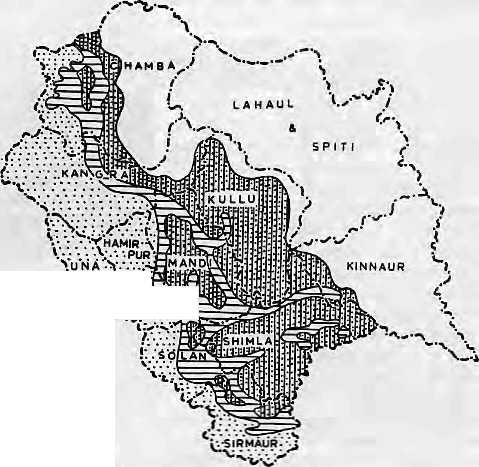 CHAMBA
LAHAUL
&
SPITI
KANGRA
KULLU
HAMIR-
PUR
UNA
MANDI
KINNAUR
SHIMLA
SOLAN
SIRMAUR